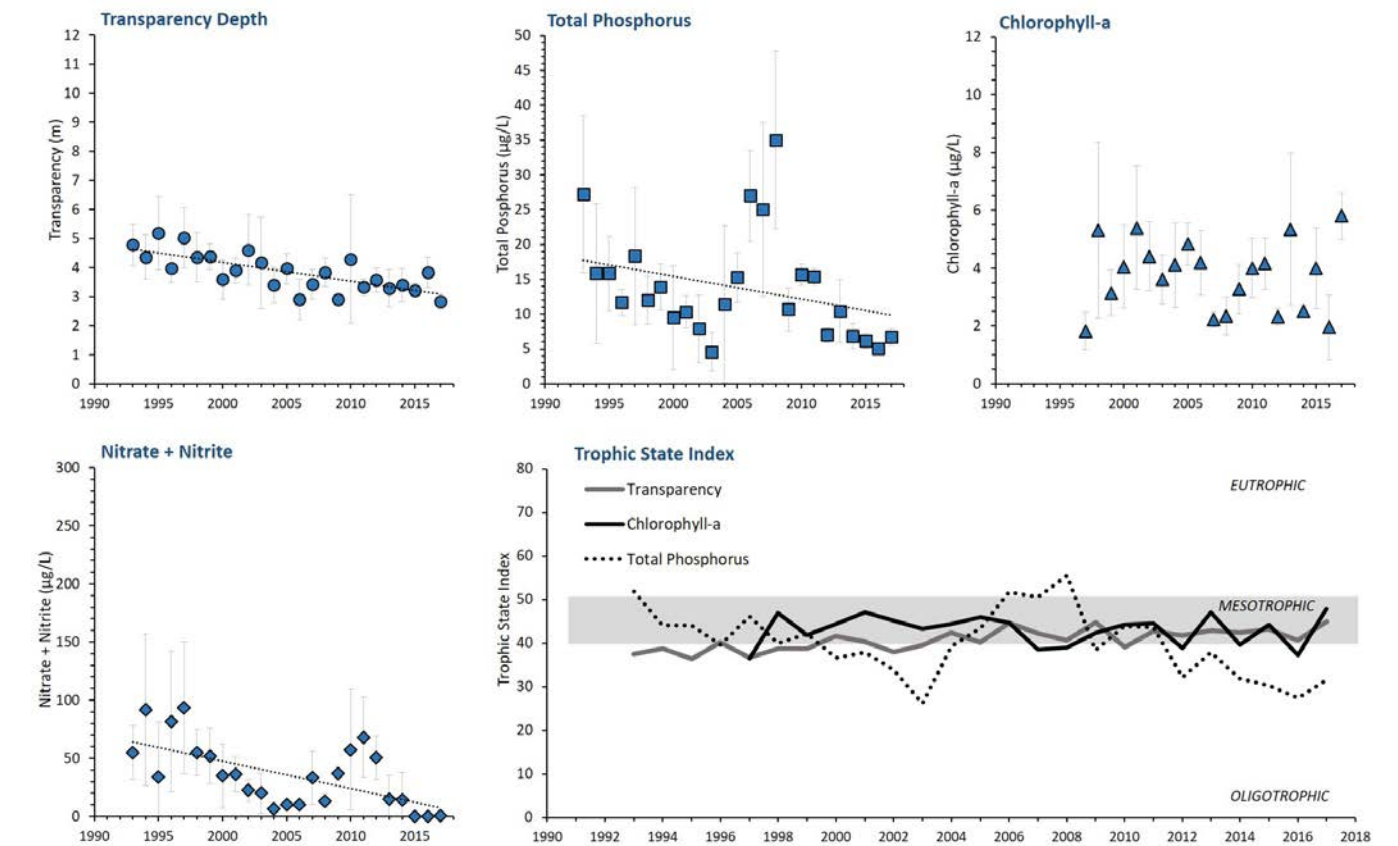 Transparency Depth
Transparency (m)
12
11
10
9
8
7
6
5
4
3
2
1
0
1990 1995 2000 2005 2010 2015
Total Phosphorus
Total Posphorus (µg/L)
50
45
40
35
30
25
20
15
10
5
0
1990 1995 2000 2005 2010 2015
Chlorophyll-a
Chlorophyll-a (µg/L)
12
10
8
6
4
2
0
1990 1995 2000 2005 2010 2015
Nitrate + Nitrite
Nitrate + Nitrite (µg/L)
300
250
200
150
100
50
0
1990 1995 2000 2005 2010 2015
Trophic State Index
Trophic State Index
80
70
60
50
40
30
20
10
0
Transparency
Chlorophyll-a
Total Phosphorus
EUTROPHIC
MESOTROPHIC
OLIGOTROPHIC
1990 1992 1994 1996 1998 2000 2002 2004 2006 2008 2010 2012 2014 2016 2018